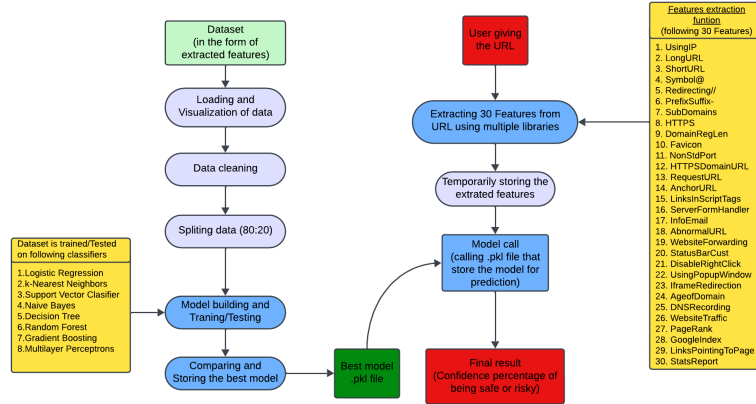 Dataset
(in the form of
extracted features)
Loading and
Visualization of data
Data cleaning
Spliting data (80:20)
Dataset is trained/Tested
on following classifiers
1.Logistic Regression
2.k-Nearest Neighbors
3.Support Vector Clasifier
4.Naive Bayes
5.Decision Tree
6.Random Forest
7.Gradient Boosting
8.Multilayer Perceptrons
Model building and
Traning/Testing
Comparing and
Storing the best model
Best model
.pkl file
User giving
the URL
Extracting 30 Features from
URL using multiple libraries
Temporarily storing the
extrated features
Model call
(calling .pkl file that
store the model for
prediction)
Final result
(Confidence percentage of
being safe or risky)
Features extraction
funtion
(following 30 Features)
1. UsingIP
2. LongURL
3. ShortURL
4. Symbol@
5. Redirecting//
6. PrefixSuffix-
7. SubDomains
8. HTTPS
9. DomainRegLen
10. Favicon
11. NonStdPort
12. HTTPSDomainURL
13. RequestURL
14. AnchorURL
15. LinksInScriptTags
16. ServerFormHandler
17. InfoEmail
18. AbnormalURL
19. WebsiteForwarding
20. StatusBarCust
21. DisableRightClick
22. UsingPopupWindow
23. IframeRedirection
24. AgeofDomain
25. DNSRecording
26. WebsiteTraffic
27. PageRank
28. GoogleIndex
29. LinksPointingToPage
30. StatsReport